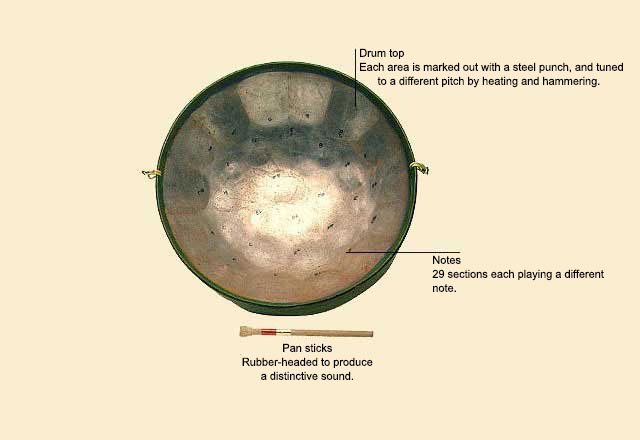 Drum top
Each area is marked out with a steel punch, and tuned
to a different pitch by heating and hammering.
Notes
29 sections each playing a different
note.
Pan sticks
Rubber-headed to produce
a distinctive sound.